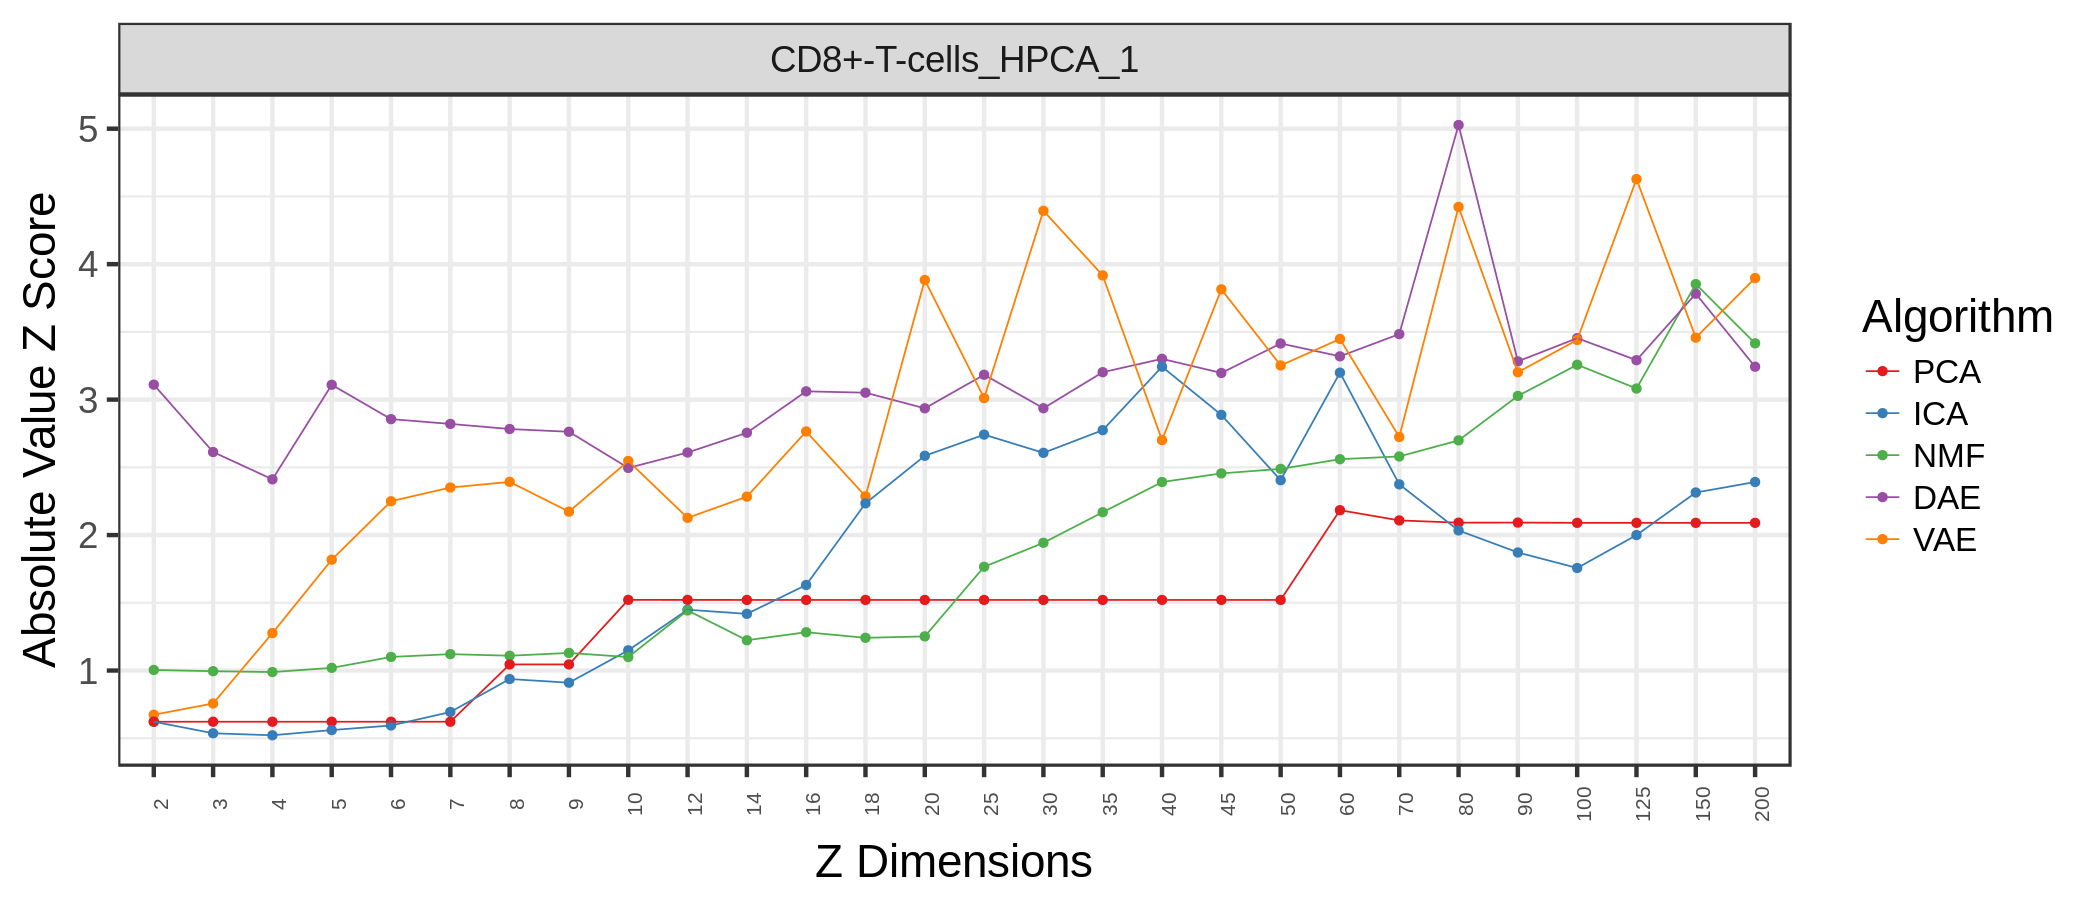 CD8+-T-cells_HPCA_1
Absolute Value Z Score
5
4
3
2
1
2 3 4 5 6 7 8 9 10 12 14 16 18 20 25 30 35 40 45 50 60 70 80 90 100 125 150 200
Z Dimensions
Algorithm
PCA
ICA
NMF
DAE
VAE